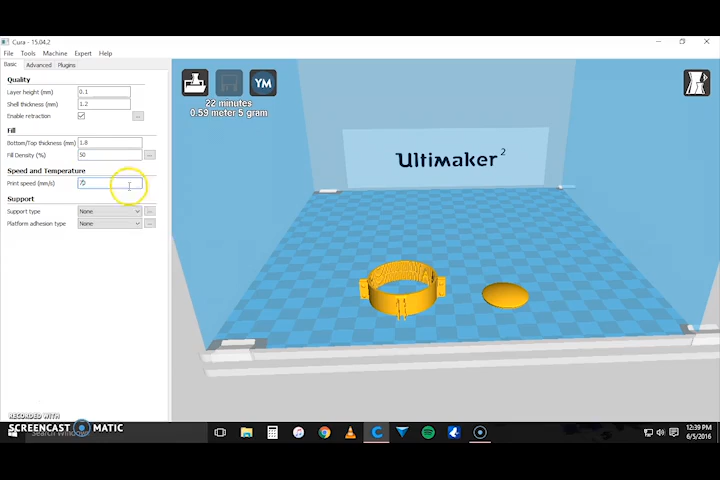 Cura - 15.04.2
File Tools Machine Expert Help
Basic Advanced Plugins
Quality
Layer height (mm) 0.1
Shell thickness (mm) 1.2
Enable retraction
Fill
Bottom/Top thickness (mm) 1.8
Fill Density (%) 50
Speed and Temperature
Print speed (mm/s)
Support
Support type None
Platform adhesion type None
YM
22 minutes
0.59 meter 5 gram
Ultimaker 2
RECORDED WITH
SCREENCAST MATIC
Search Windows
12:39 PM
6/5/2016